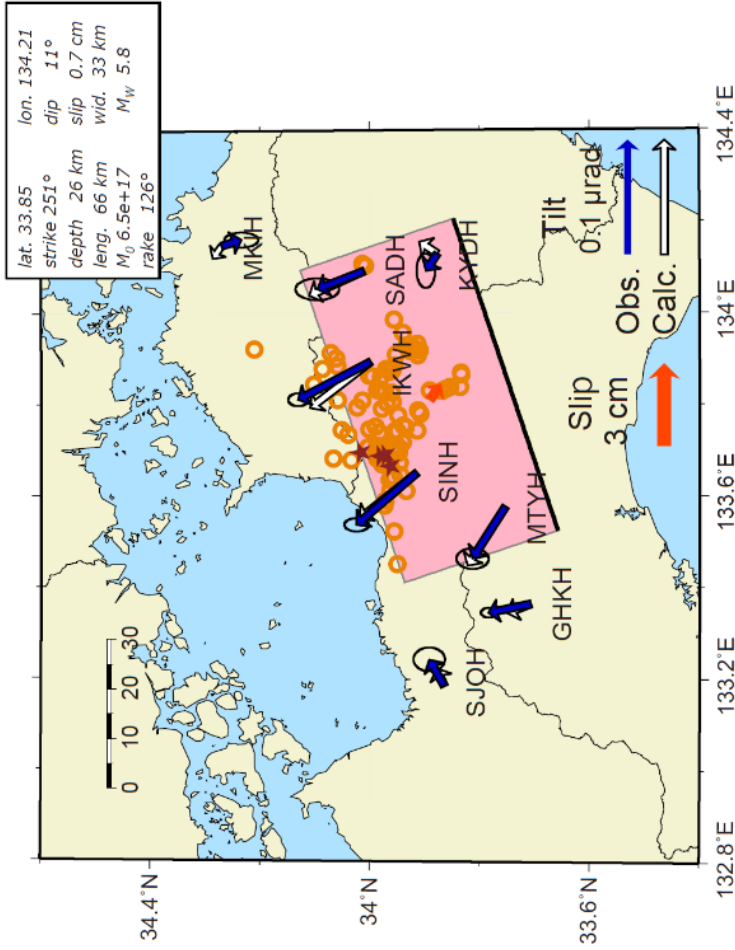 lat. 33.85 lon. 134.21
strike 251° dip 11°
depth 26 km slip 0.7 cm
leng. 66 km wid. 33 km
M0 6.5e+17 Mw 5.8
rake 126°
0 10 20 30
MKUH
SADH
KYDH
IKWH
SINH
MTYH
GHKH
SJOH
Slip
3 cm
Tilt
0.1 μrad
Obs.
Calc.
34.4°N
34°N
33.6°N
132.8°E
133.2°E
133.6°E
134°E
134.4°E